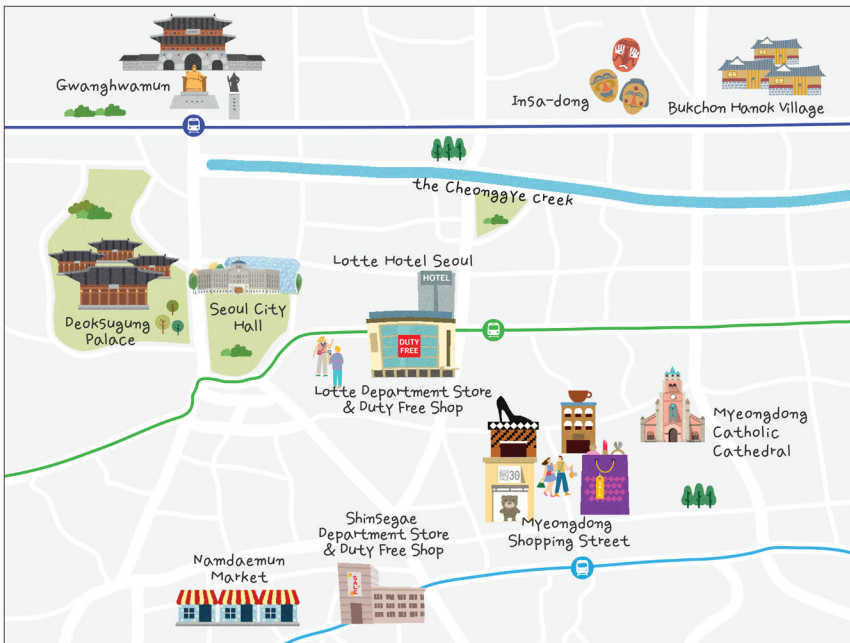 Gwanghwamun
Insa-dong
Bukchon Hanok Village
the Cheonggye creek
Lotte Hotel Seoul
HOTEL
DUTY
FREE
Seoul City
Hall
Deoksugung
Palace
Lotte Department Store
& Duty Free Shop
Myeongdong
Catholic
Cathedral
30
Myeongdong
Shopping Street
Shinsegae
Department Store
& Duty Free Shop
SALE
Namdaemun
Market